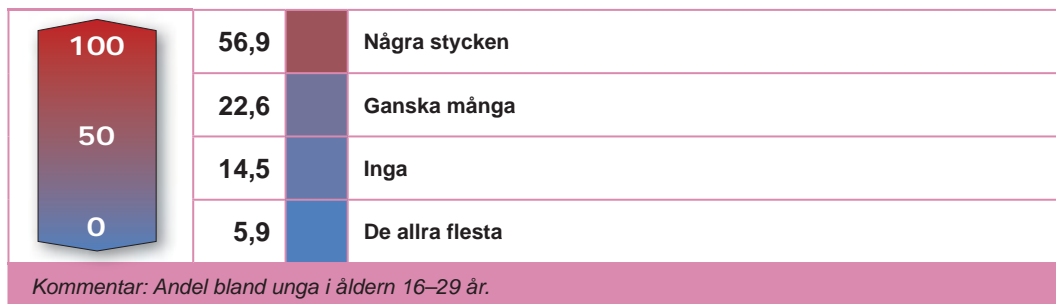 100
50
0
56,9 Några stycken
22,6 Ganska många
14,5 Inga
5,9 De allra flesta
Kommentar: Andel bland unga i åldern 16–29 år.